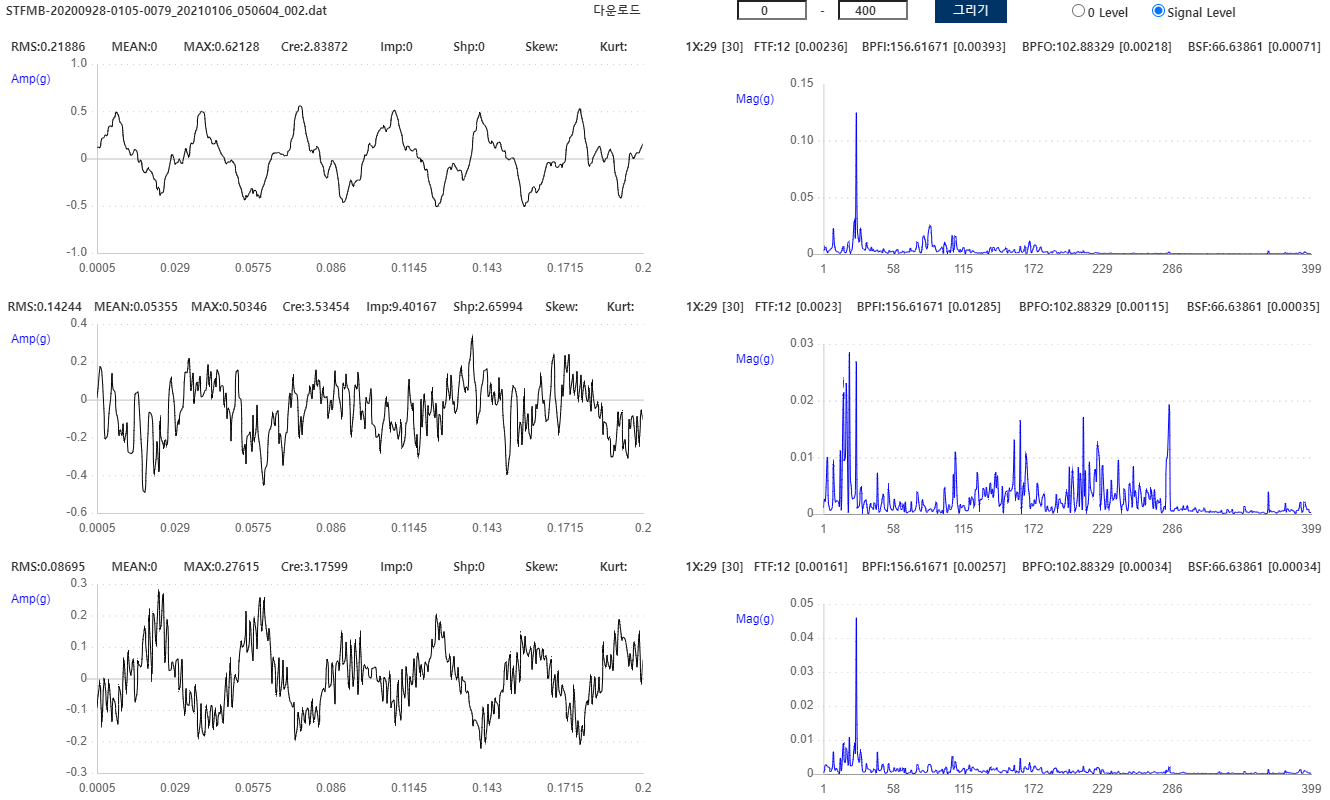 STFMB-20200928-0105-0079_20210106_050604_002.dat 다운로드 0 - 400 그리기 0 Level Signal Level
RMS:0.21886 MEAN:0 MAX:0.62128 Cre:2.83872 Imp:0 Shp:0 Skew: Kurt:
1X:29 [30] FTF:12 [0.00236] BPFI:156.61671 [0.00393] BPFO:102.88329 [0.00218] BSF:66.63861 [0.00071]
Amp(g)
1.0
0.5
0
-0.5
-1.0
0.0005 0.029 0.0575 0.086 0.1145 0.143 0.1715 0.2
Mag(g)
0.15
0.10
0.05
0
1 58 115 172 229 286 399
RMS:0.14244 MEAN:0.05355 MAX:0.50346 Cre:3.53454 Imp:9.40167 Shp:2.65994 Skew: Kurt:
1X:29 [30] FTF:12 [0.0023] BPFI:156.61671 [0.01285] BPFO:102.88329 [0.00115] BSF:66.63861 [0.00035]
Amp(g)
0.4
0.2
0
-0.2
-0.4
-0.6
0.0005 0.029 0.0575 0.086 0.1145 0.143 0.1715 0.2
Mag(g)
0.03
0.02
0.01
0
1 58 115 172 229 286 399
RMS:0.08695 MEAN:0 MAX:0.27615 Cre:3.17599 Imp:0 Shp:0 Skew: Kurt:
1X:29 [30] FTF:12 [0.00161] BPFI:156.61671 [0.00257] BPFO:102.88329 [0.00034] BSF:66.63861 [0.00034]
Amp(g)
0.3
0.2
0.1
0
-0.1
-0.2
-0.3
0.0005 0.029 0.0575 0.086 0.1145 0.143 0.1715 0.2
Mag(g)
0.05
0.04
0.03
0.02
0.01
0
1 58 115 172 229 286 399